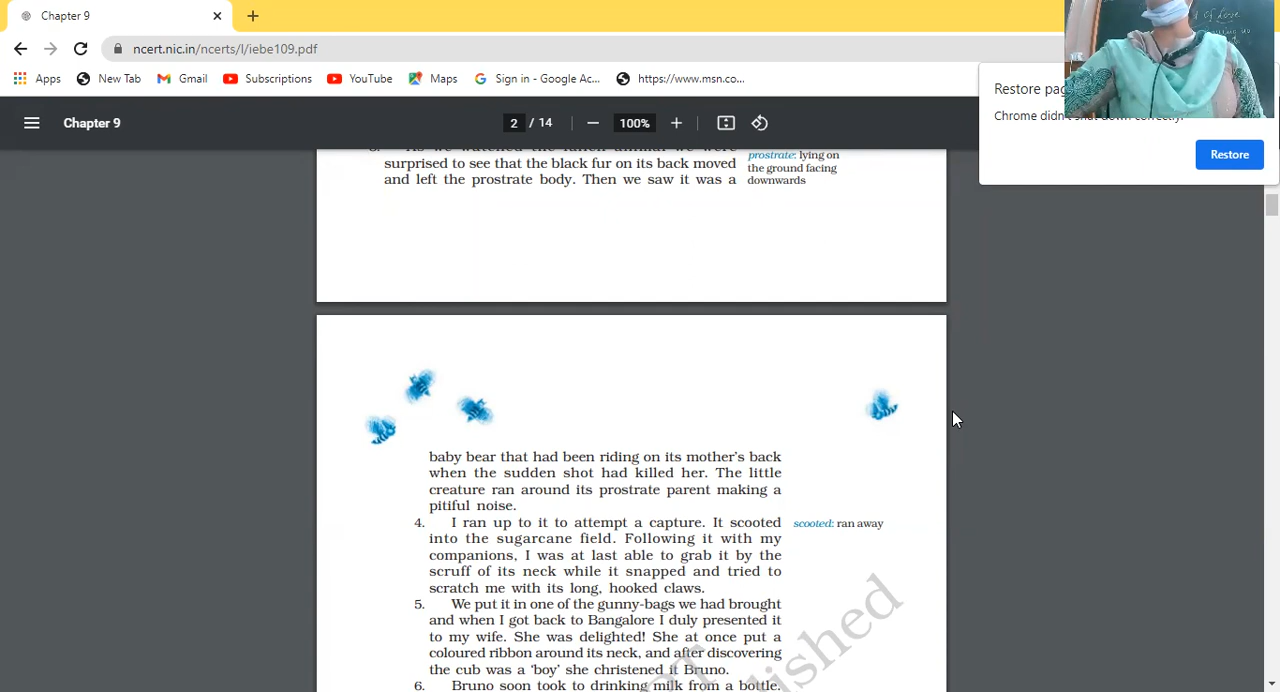 Chapter 9
ncert.nic.in/ncerts/l/iebe109.pdf
Apps
New Tab
Gmail
Subscriptions
YouTube
Maps
Sign in - Google Ac...
https://www.msn.co...
of Love
Restore pag
Chrome didn't shut down correctly.
Restore
Chapter 9
2 / 14
100%
surprised to see that the black fur on its back moved
and left the prostrate body. Then we saw it was a
prostrate: lying on
the ground facing
downwards
baby bear that had been riding on its mother's back
when the sudden shot had killed her. The little
creature ran around its prostrate parent making a
pitiful noise.
4. I ran up to it to attempt a capture. It scooted
into the sugarcane field. Following it with my
companions, I was at last able to grab it by the
scruff of its neck while it snapped and tried to
scratch me with its long, hooked claws.
scooted: ran away
5. We put it in one of the gunny-bags we had brought
and when I got back to Bangalore I duly presented it
to my wife. She was delighted! She at once put a
coloured ribbon around its neck, and after discovering
the cub was a 'boy' she christened it Bruno.
6. Bruno soon took to drinking milk from a bottle.